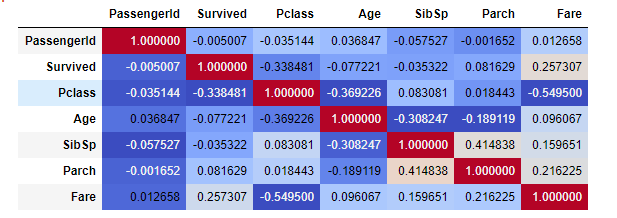 PassengerId Survived Pclass Age SibSp Parch Fare
PassengerId 1.000000 -0.005007 -0.035144 0.036847 -0.057527 -0.001652 0.012658
Survived -0.005007 1.000000 -0.338481 -0.077221 -0.035322 0.081629 0.257307
Pclass -0.035144 -0.338481 1.000000 -0.369226 0.083081 0.018443 -0.549500
Age 0.036847 -0.077221 -0.369226 1.000000 -0.308247 -0.189119 0.096067
SibSp -0.057527 -0.035322 0.083081 -0.308247 1.000000 0.414838 0.159651
Parch -0.001652 0.081629 0.018443 -0.189119 0.414838 1.000000 0.216225
Fare 0.012658 0.257307 -0.549500 0.096067 0.159651 0.216225 1.000000